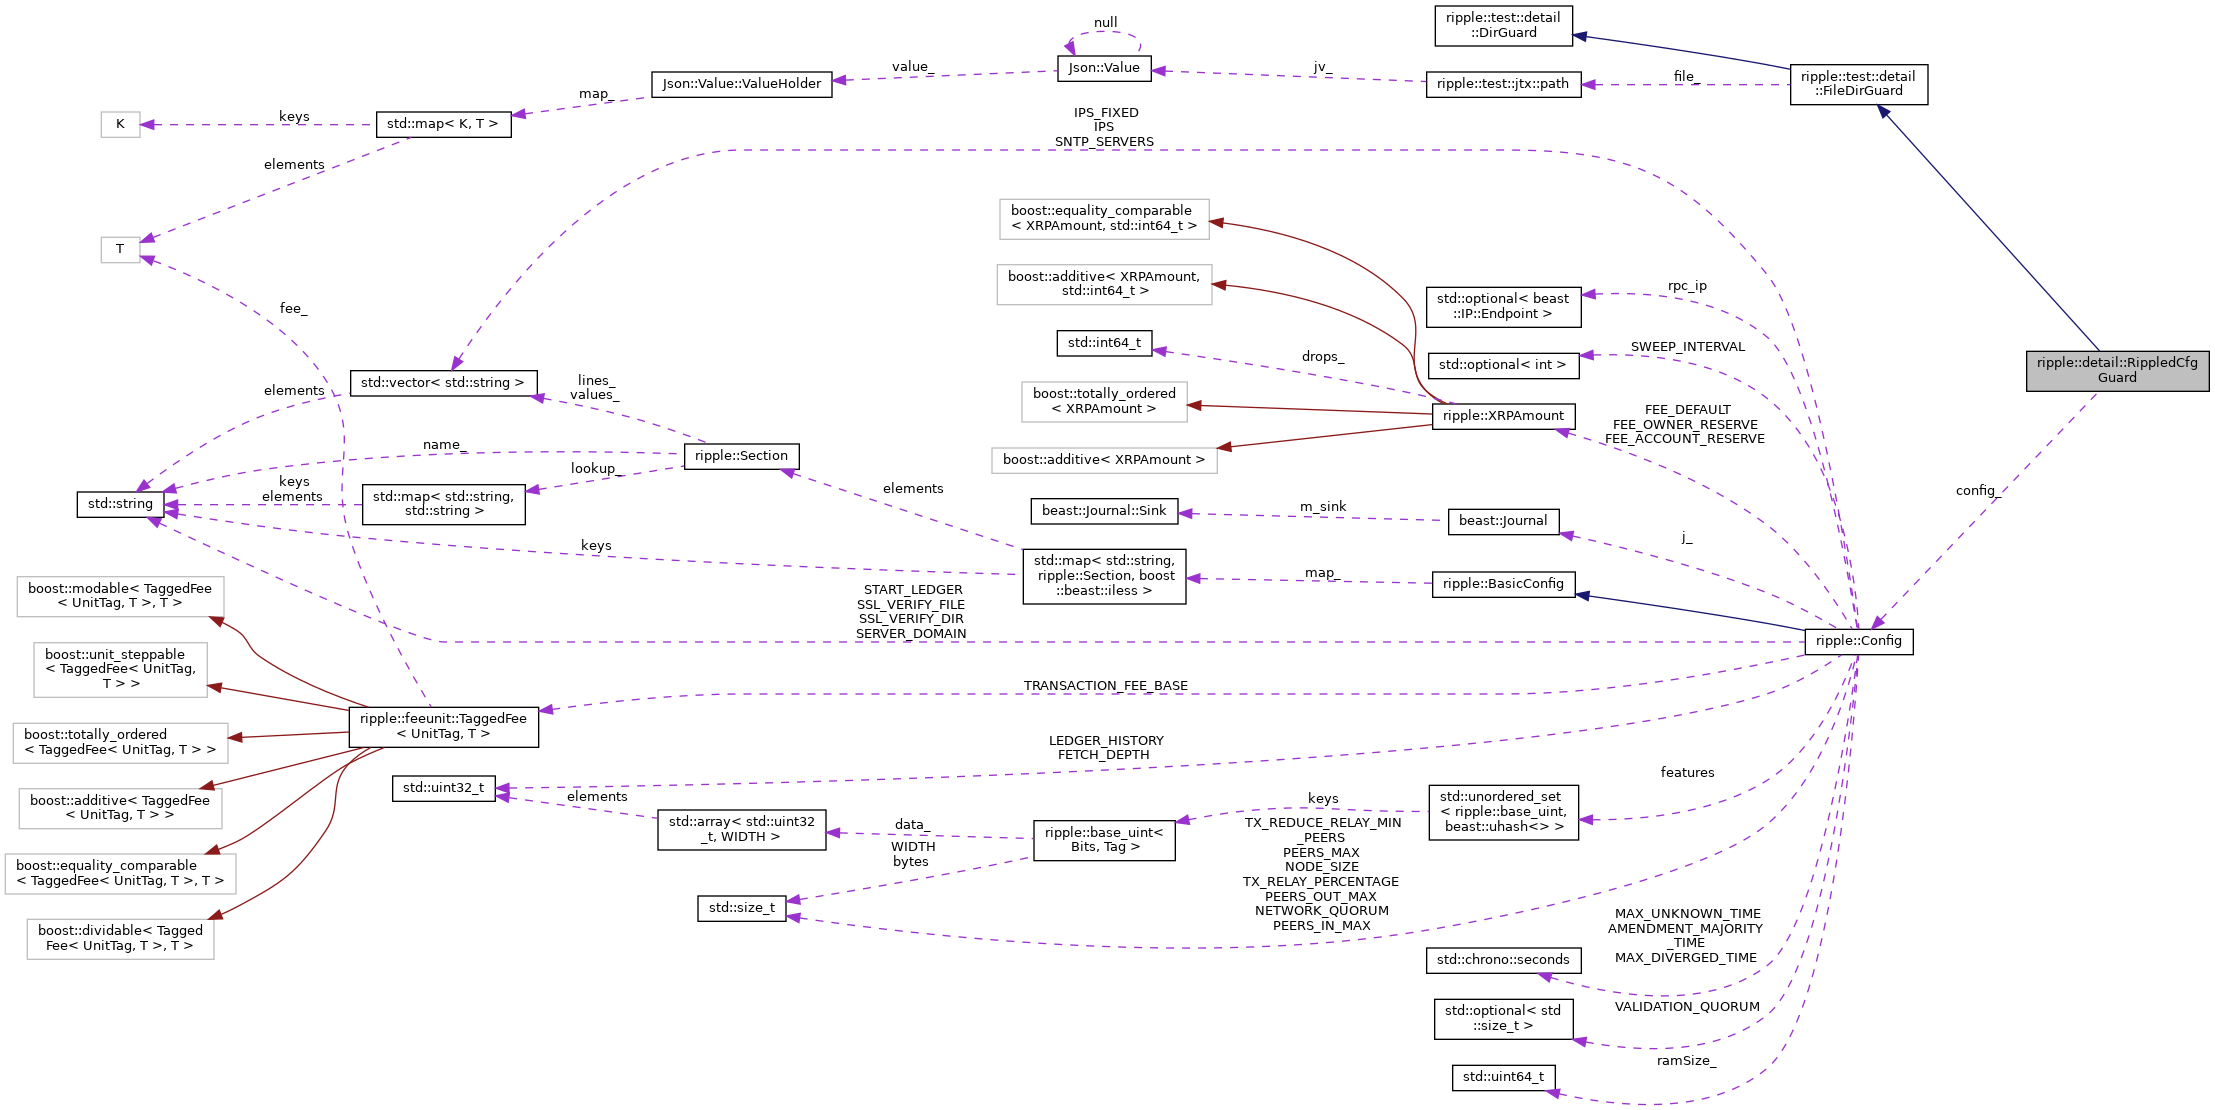 null
ripple::test::detail
::DirGuard
Json::Value
value_
jv_
ripple::test::jtx::path
file_
ripple::test::detail
::FileDirGuard
Json::Value::ValueHolder
map_
std::map< K, T >
keys
K
elements
T
IPS_FIXED
IPS
SNTP_SERVERS
boost::equality_comparable
< XRPAmount, std::int64_t >
boost::additive< XRPAmount,
std::int64_t >
std::int64_t
drops_
boost::totally_ordered
< XRPAmount >
boost::additive< XRPAmount >
ripple::XRPAmount
std::optional< beast
::IP::Endpoint >
rpc_ip
std::optional< int >
SWEEP_INTERVAL
FEE_DEFAULT
FEE_OWNER_RESERVE
FEE_ACCOUNT_RESERVE
ripple::detail::RippledCfg
Guard
config_
fee_
std::vector< std::string >
elements
lines_
values_
name_
ripple::Section
lookup_
std::map< std::string,
std::string >
keys
elements
std::string
elements
keys
beast::Journal::Sink
m_sink
beast::Journal
j_
std::map< std::string,
ripple::Section, boost
::beast::iless >
map_
ripple::BasicConfig
ripple::Config
START_LEDGER
SSL_VERIFY_FILE
SSL_VERIFY_DIR
SERVER_DOMAIN
TRANSACTION_FEE_BASE
boost::modable< TaggedFee
< UnitTag, T >, T >
boost::unit_steppable
< TaggedFee< UnitTag,
T > >
boost::totally_ordered
< TaggedFee< UnitTag, T > >
boost::additive< TaggedFee
< UnitTag, T > >
boost::equality_comparable
< TaggedFee< UnitTag, T >, T >
boost::dividable< Tagged
Fee< UnitTag, T >, T >
ripple::feeunit::TaggedFee
< UnitTag, T >
LEDGER_HISTORY
FETCH_DEPTH
std::uint32_t
elements
std::array< std::uint32
_t, WIDTH >
data_
WIDTH
bytes
std::size_t
ripple::base_uint<
Bits, Tag >
keys
std::unordered_set
< ripple::base_uint,
beast::uhash<> >
features
TX_REDUCE_RELAY_MIN
_PEERS
PEERS_MAX
NODE_SIZE
TX_RELAY_PERCENTAGE
PEERS_OUT_MAX
NETWORK_QUORUM
PEERS_IN_MAX
MAX_UNKNOWN_TIME
AMENDMENT_MAJORITY
_TIME
MAX_DIVERGED_TIME
std::chrono::seconds
VALIDATION_QUORUM
std::optional< std
::size_t >
ramSize_
std::uint64_t